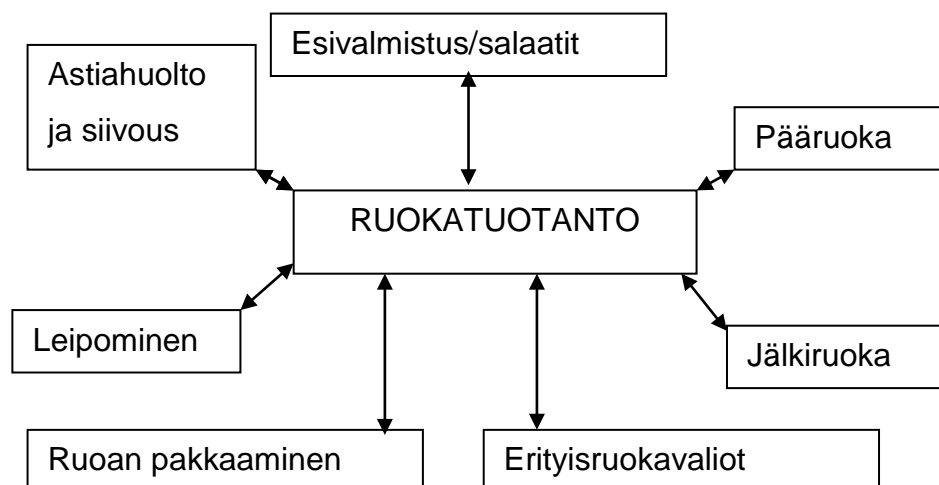 Esivalmistus/salaatit
Astiahuolto
ja siivous
Pääruoka
RUOKATUOTANTO
Leipominen
Jälkiruoka
Ruoan pakkaaminen
Erityisruokavaliot